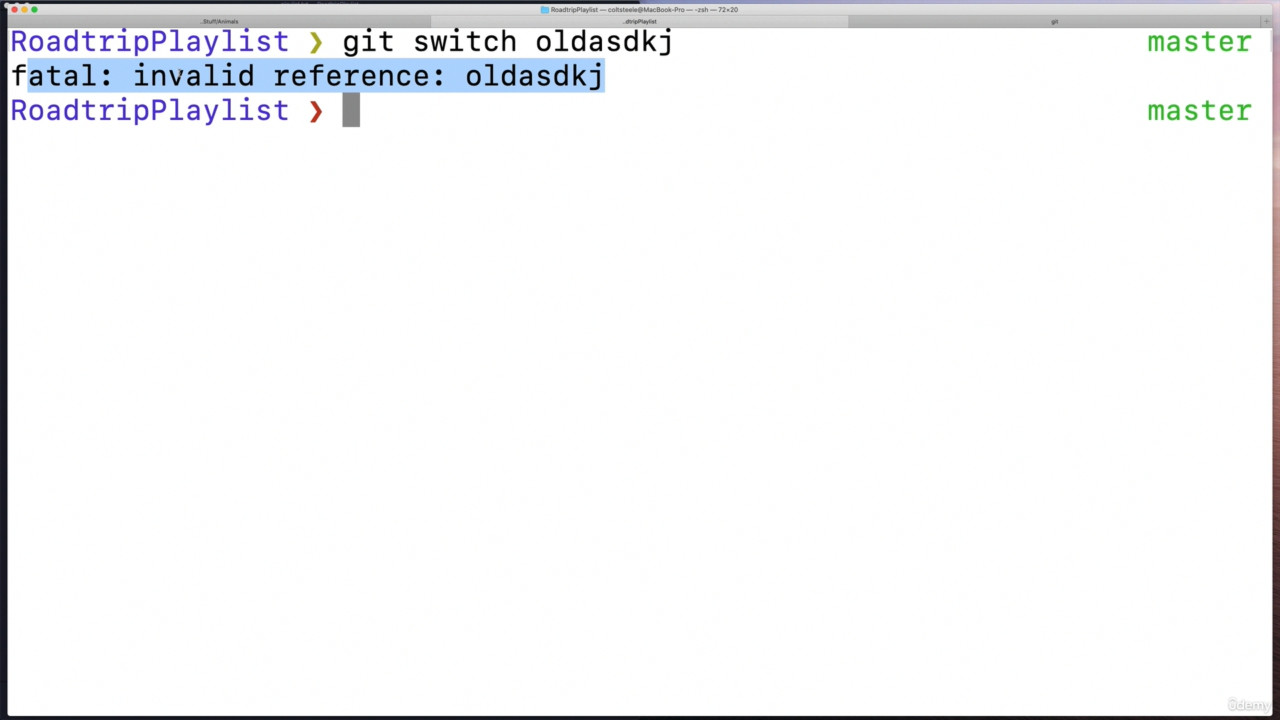 RoadtripPlaylist — coltsteele@MacBook-Pro — -zsh — 72×20
..Stuff/Animals ..dtripPlaylist git +
RoadtripPlaylist ❯ git switch oldasdkj master
fatal: invalid reference: oldasdkj
RoadtripPlaylist ❯ master
ûdemy